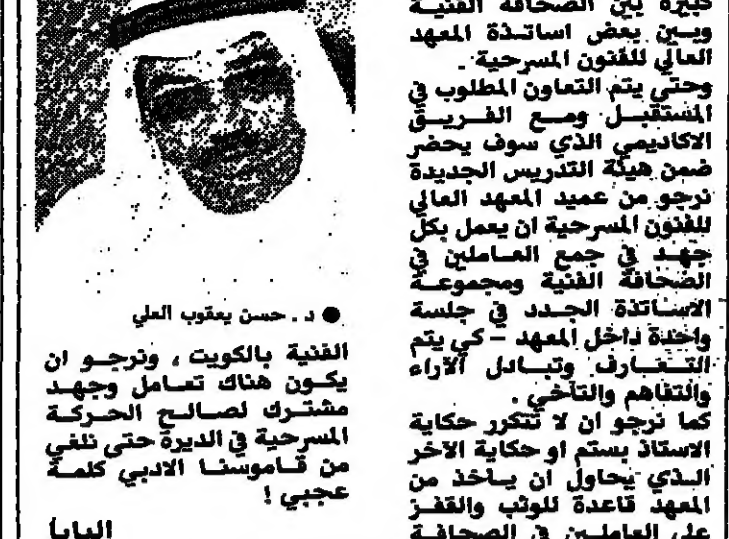 كبيرة بين الصحافة الفنية
وبين بعض اساتذة المعهد
العالي للفنون المسرحية .
وحتى يتم التعاون المطلوب في
المستقبل ومع الفريق
الاكاديمي الذي سوف يحضر
ضمن هيئة التدريس الجديدة
نرجو من عميد المعهد العالي
للفنون المسرحية ان يعمل بكل
جهد في جمع العاملين في
الصحافة الفنية ومجموعة
الاساتذة الجدد في جلسة
واحدة داخل المعهد – كي يتم
التعارف وتبادل الآراء
والتفاهم والتآخي .
كما نرجو ان لا تتكرر حكاية
الاستاذ بستم او حكاية الآخر
الذي يحاول ان يأخذ من
المعهد قاعدة للوثب والقفز
على العاملين في الصحافة
● د . حسن يعقوب العلي
الفنية بالكويت ، ونرجو ان
يكون هناك تعامل وجهد
مشترك لصالح الحركة
المسرحية في الديرة حتى نلغي
من قاموسنا الادبي كلمة
عجبي !
البابا